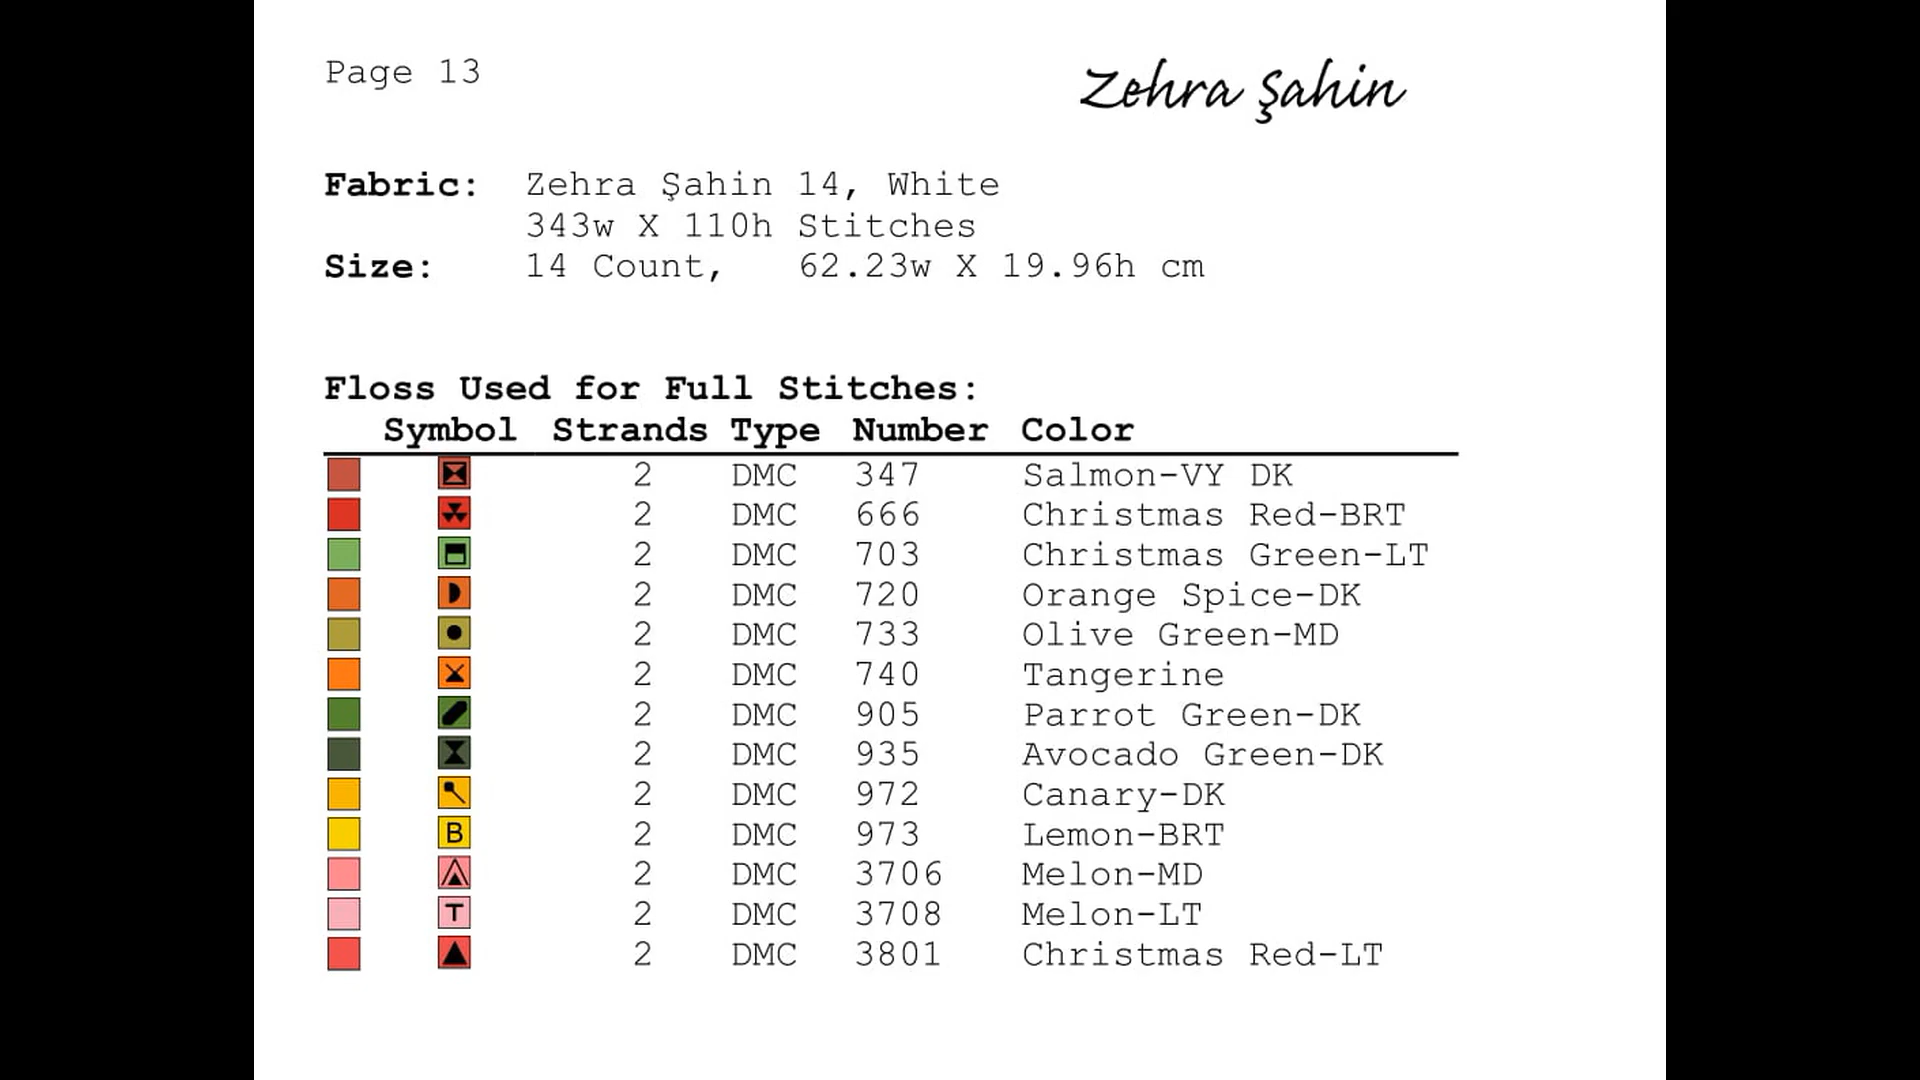 Page 13
Zehra Şahin
Fabric: Zehra Şahin 14, White
343w X 110h Stitches
Size: 14 Count, 62.23w X 19.96h cm
Floss Used for Full Stitches:
Symbol Strands Type Number Color
2 DMC 347 Salmon-VY DK
2 DMC 666 Christmas Red-BRT
2 DMC 703 Christmas Green-LT
2 DMC 720 Orange Spice-DK
2 DMC 733 Olive Green-MD
2 DMC 740 Tangerine
2 DMC 905 Parrot Green-DK
2 DMC 935 Avocado Green-DK
2 DMC 972 Canary-DK
B 2 DMC 973 Lemon-BRT
2 DMC 3706 Melon-MD
T 2 DMC 3708 Melon-LT
2 DMC 3801 Christmas Red-LT